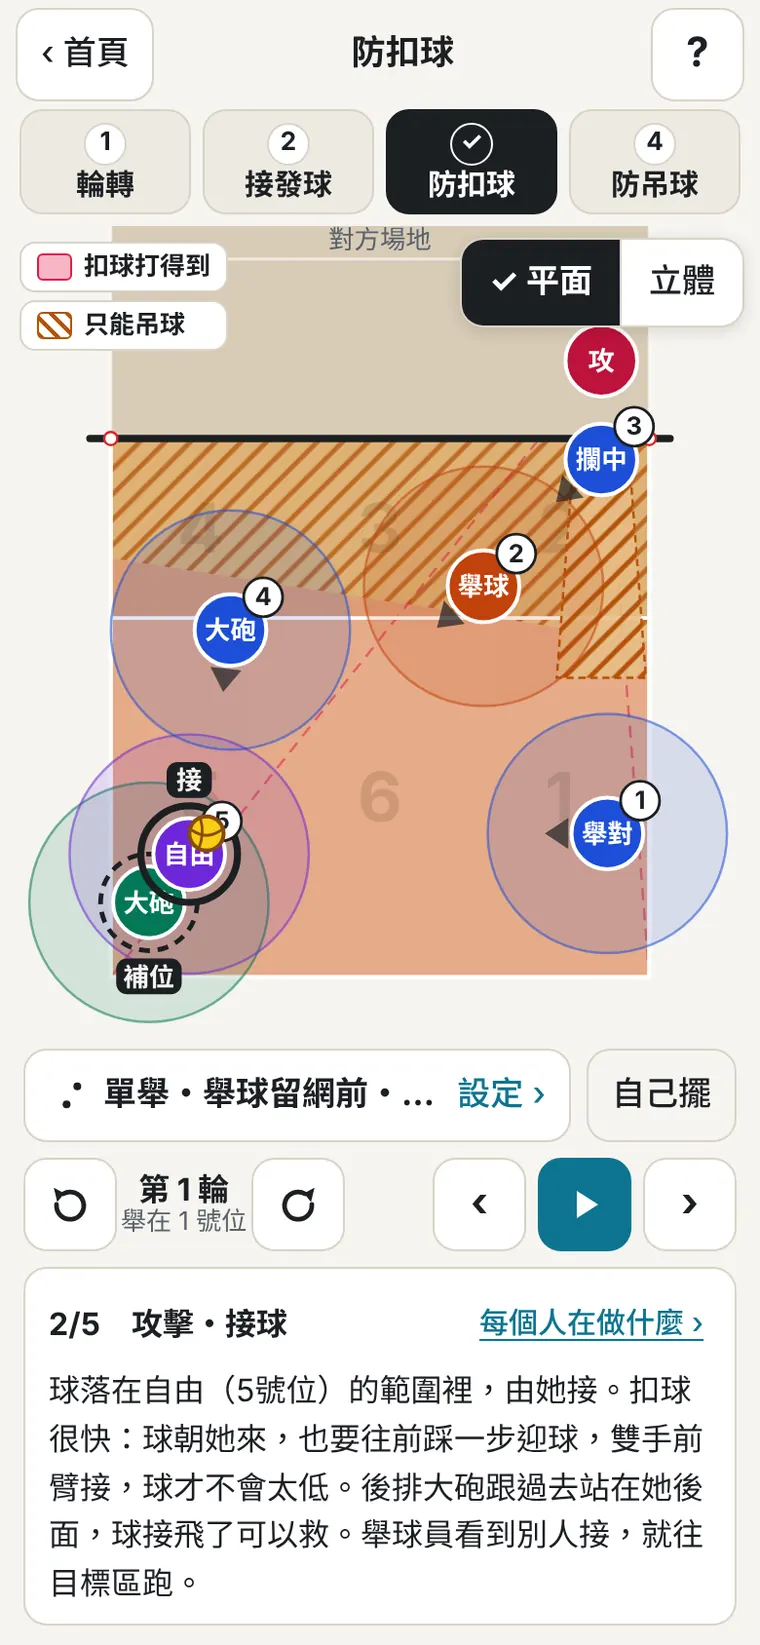 ‹ 首頁
防扣球
?
1
輪轉
2
接發球
防扣球
4
防吊球
對方場地
扣球打得到
只能吊球
平面
立體
攻
3
攔中
4
3
2
2
舉球
4
大砲
接
5
自由
6
1
1
舉對
大砲
補位
單舉・舉球留網前・...
設定 ›
自己擺
第 1 輪
舉在 1 號位
‹
›
2/5 攻擊・接球
每個人在做什麼 ›
球落在自由（5號位）的範圍裡，由她接。扣球
很快：球朝她來，也要往前踩一步迎球，雙手前
臂接，球才不會太低。後排大砲跟過去站在她後
面，球接飛了可以救。舉球員看到別人接，就往
目標區跑。